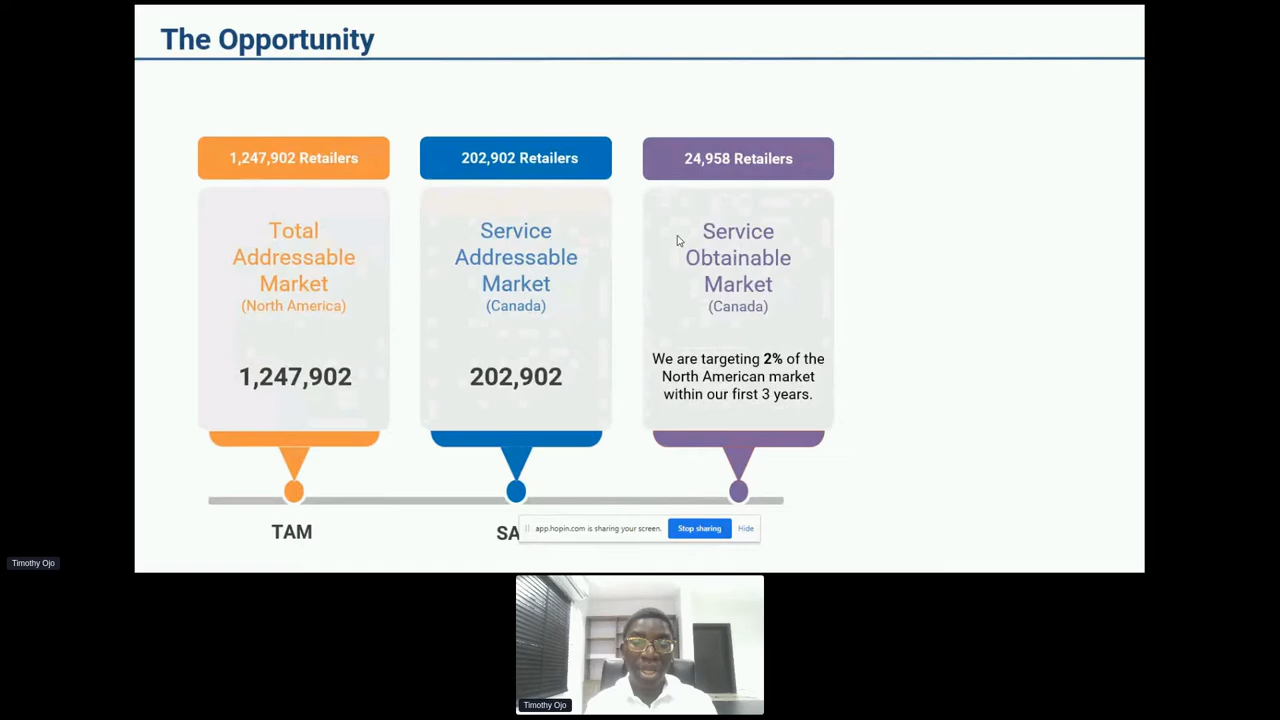 The Opportunity
1,247,902 Retailers
Total
Addressable
Market
(North America)
1,247,902
TAM
202,902 Retailers
Service
Addressable
Market
(Canada)
202,902
SA
24,958 Retailers
Service
Obtainable
Market
(Canada)
We are targeting 2% of the
North American market
within our first 3 years.
app.hopin.com is sharing your screen.
Stop sharing
Hide
Timothy Ojo
Timothy Ojo